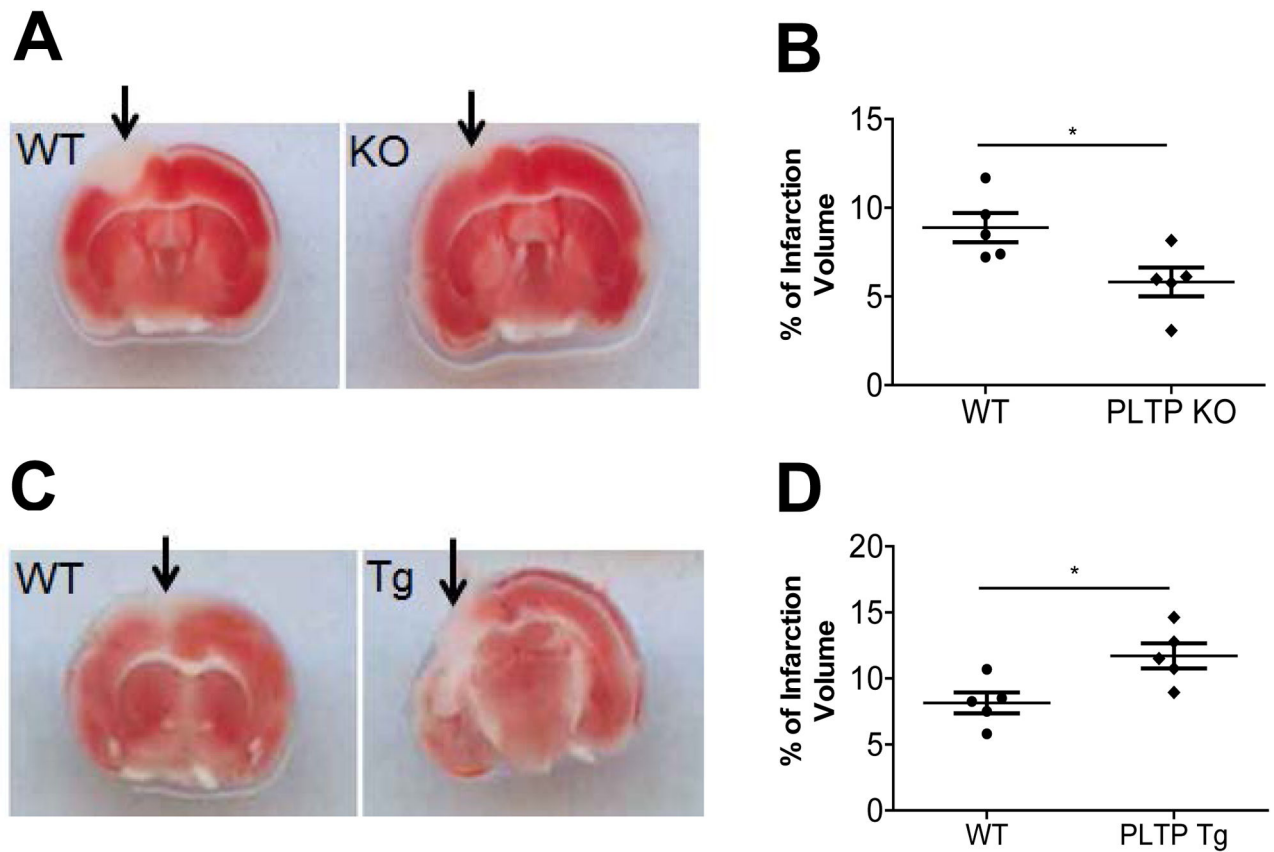 A
WT
KO
B
15
10
5
0
% of Infarction
Volume
*
WT
PLTP KO
C
WT
Tg
D
20
15
10
5
0
% of Infarction
Volume
*
WT
PLTP Tg